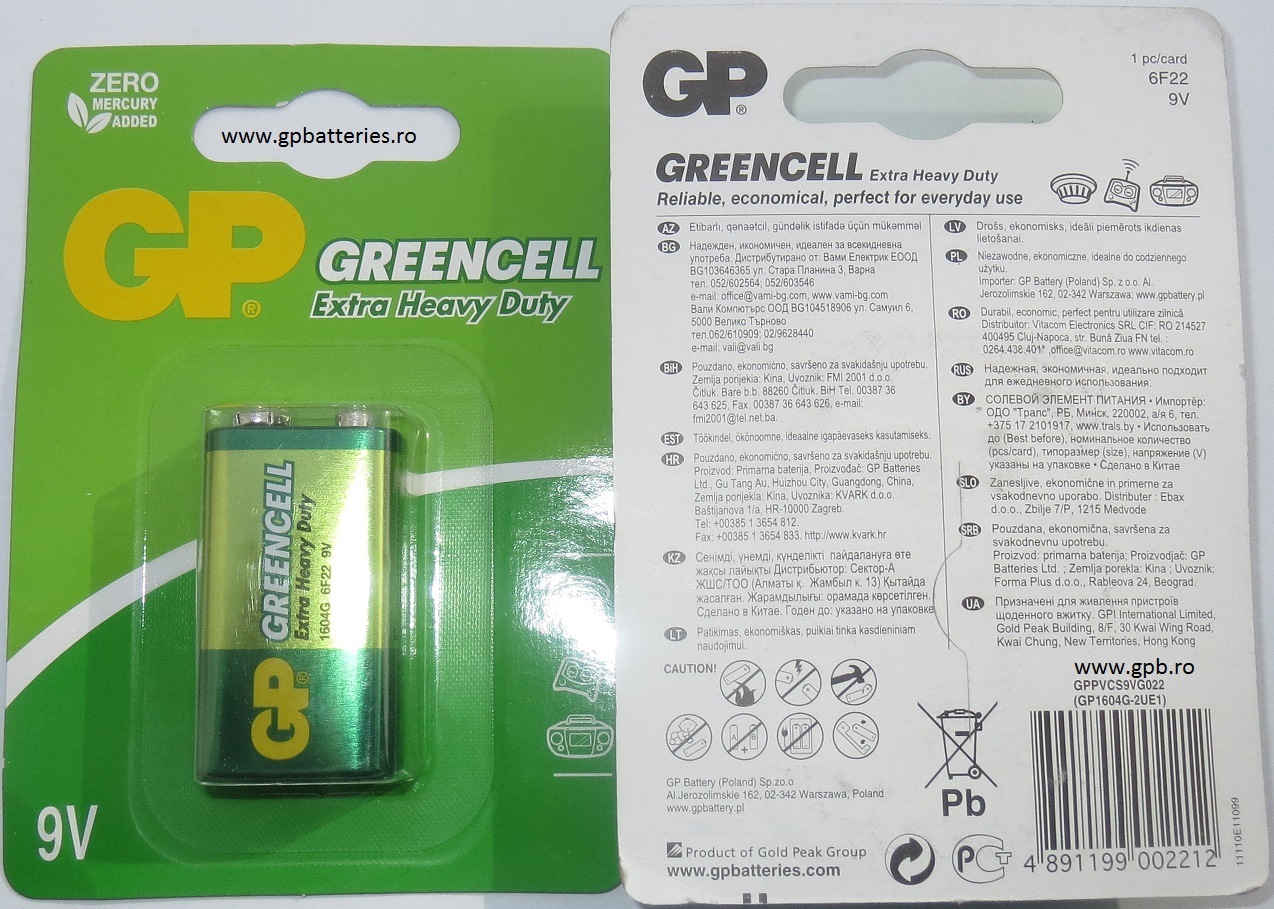 ZERO
MERCURY
ADDED
www.gpbatteries.ro
GP®
GREENCELL
Extra Heavy Duty
GREENCELL
Extra Heavy Duty
1604G 6F22 9V
GP®
9V
GP®
1 pc/card
6F22
9V
GREENCELL Extra Heavy Duty
Reliable, economical, perfect for everyday use
AZ Etibarlı, qənaətcil, gündəlik istifadə üçün mükəmməl
BG Надежден, икономичен, идеален за всекидневна
употреба. Дистрибутирано от: Вами Електрик ЕООД
BG103646365 ул. Стара Планина 3, Варна
тел. 052/602564; 052/603546
e-mail: office@vami-bg.com, www.vami-bg.com
Вали Компютърс ООД BG104518906 ул. Самуил 6,
5000 Велико Търново
тел.062/610909; 02/9628440
e-mail: vali@vali.bg
BiH Pouzdano, ekonomično, savršeno za svakidašnju upotrebu.
Zemlja porijekla: Kina, Uvoznik: FMI 2001 d.o.o.
Čitluk. Bare b.b. 88260 Čitluk. BiH Tel. 00387 36
643 625, Fax. 00387 36 643 626, e-mail:
fmi2001@tel.net.ba.
EST Töökindel, ökönoomne, ideaalne igapäevaseks kasutamiseks.
HR Pouzdano, ekonomično, savršeno za svakidašnju upotrebu.
Proizvod: Primarna baterija, Proizvođač: GP Batteries
Ltd., Gu Tang Au, Huizhou City, Guangdong, China,
Zemlja porijekla: Kina, Uvoznika: KVARK d.o.o.
Baštijanova 1/a, HR-10000 Zagreb.
Tel: +00385 1 3654 812.
Fax: +00385 1 3654 833. http://www.kvark.hr
KZ Сенімді, үнемді, күнделікті пайдалануға өте
жақсы лайықты Дистрибьютор: Сектор-А
ЖШС/ТОО (Алматы қ. Жамбыл к. 13) Қытайда
жасалған. Жарамдылығы: орамада көрсетілген.
Сделано в Китае. Годен до: указано на упаковке
LT Patikimas, ekonomiškas, puikiai tinka kasdieniniam
naudojimui.
LV Drošs, ekonomisks, ideāli piemērots ikdienas
lietošanai.
PL Niezawodne, ekonomiczne, idealne do codziennego
użytku.
Importer: GP Battery (Poland) Sp. z o.o. Al.
Jerozolimskie 162, 02-342 Warszawa; www.gpbattery.pl
RO Durabil, economic, perfect pentru utilizare zilnică.
Distribuitor: Vitacom Electronics SRL CIF: RO 214527
400495 Cluj-Napoca, str. Bună Ziua FN tel. :
0264.438.401* ,office@vitacom.ro www.vitacom.ro
RUS Надежная, экономичная, идеально подходит
для ежедневного использования.
BY СОЛЕВОЙ ЭЛЕМЕНТ ПИТАНИЯ • Импортёр:
ОДО "Тралс", РБ, Минск, 220002, а/я 6, тел.
+375 17 2101917, www.trals.by • Использовать
до (Best before), номинальное количество
(pcs/card), типоразмер (size), напряжение (V)
указаны на упаковке • Сделано в Китае
SLO Zanesljive, ekonomične in primerne za
vsakodnevno uporabo. Distributer : Ebax
d.o.o., Zbilje 7/P, 1215 Medvode
SRB Pouzdana, ekonomična, savršena za
svakodnevnu upotrebu.
Proizvod: primarna baterija; Proizvodjač: GP
Batteries Ltd. ; Zemlja porekla: Kina ; Uvoznik:
Forma Plus d.o.o., Rableova 24, Beograd.
UA Призначені для живлення пристроїв
щоденного вжитку. GPI International Limited,
Gold Peak Building, 8/F, 30 Kwai Wing Road,
Kwai Chung, New Territories, Hong Kong
CAUTION!
A B
+
GP Battery (Poland) Sp.zo.o
Al.Jerozolimskie 162, 02-342 Warszawa, Poland
www.gpbattery.pl
Product of Gold Peak Group
www.gpbatteries.com
Pb
www.gpb.ro
GPPVCS9VG022
(GP1604G-2UE1)
4 891199 002212
11110E11099